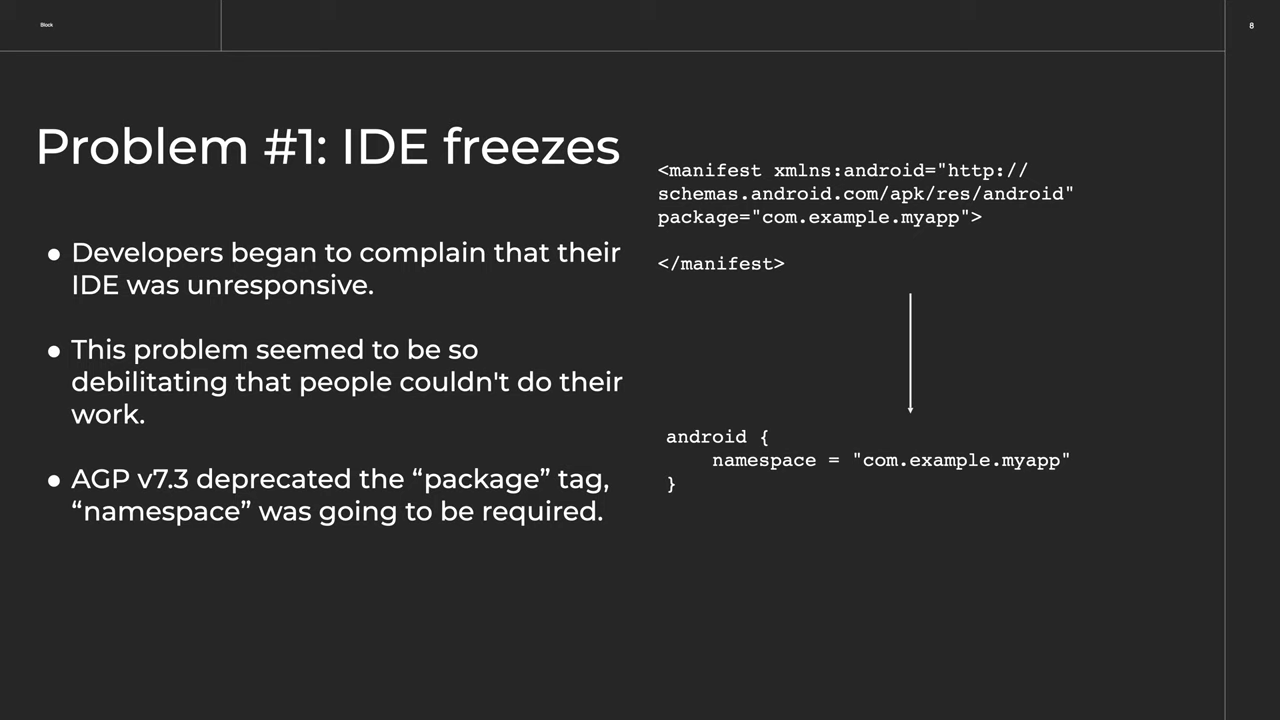 Block
8
Problem #1: IDE freezes
● Developers began to complain that their
IDE was unresponsive.
● This problem seemed to be so
debilitating that people couldn't do their
work.
● AGP v7.3 deprecated the “package” tag,
“namespace” was going to be required.
<manifest xmlns:android="http://
schemas.android.com/apk/res/android"
package="com.example.myapp">
</manifest>
android {
namespace = "com.example.myapp"
}